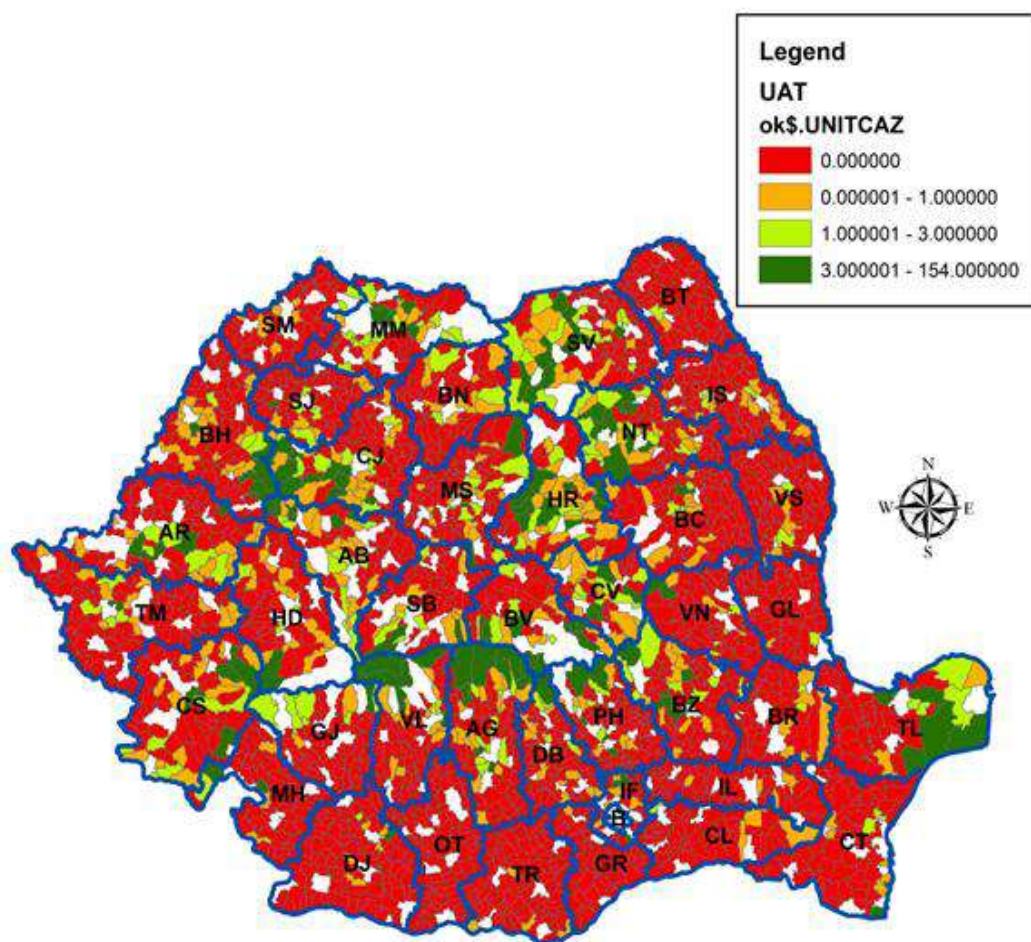 Legend
UAT
ok$.UNITCAZ
0.000000
0.000001 - 1.000000
1.000001 - 3.000000
3.000001 - 154.000000
BT
SM
MM
SV
BN
SJ
IS
BH
NT
CJ
MS
HR
VS
BC
AR
AB
N
W E
S
CV
SB
TM
HD
BV
VN
GL
CS
VL
AG
PH
BZ
BR
TL
GJ
DB
MH
IF
IL
B
CL
CT
OT
DJ
TR
GR